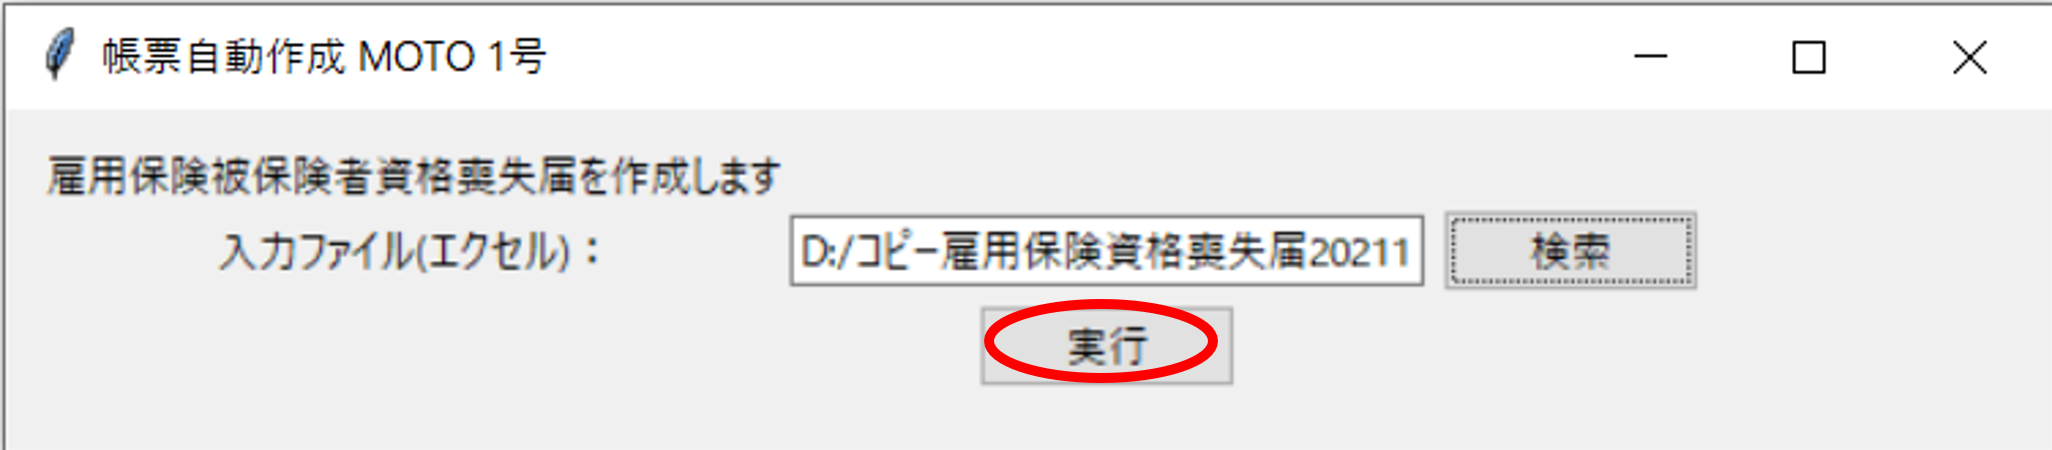 帳票自動作成 MOTO 1号
雇用保険被保険者資格喪失届を作成します
入力ファイル(エクセル)： D:/コピー雇用保険資格喪失届20211 検索
実行